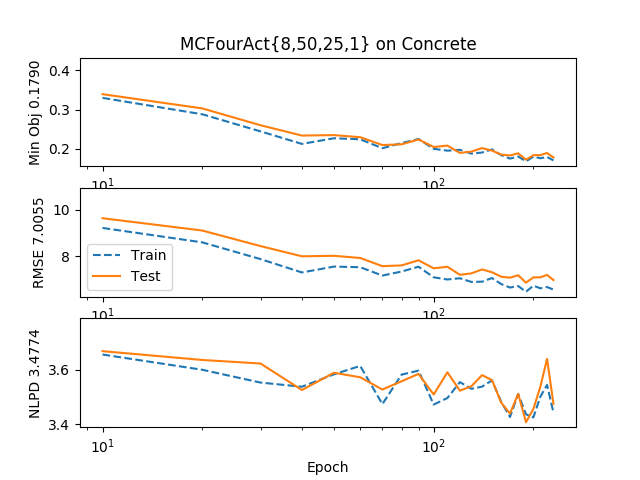 MCFourAct{8,50,25,1} on Concrete
Min Obj 0.1790
0.4
0.3
0.2
10¹
10²
RMSE 7.0055
10
8
Train
Test
10¹
10²
NLPD 3.4774
3.6
3.4
10¹
10²
Epoch